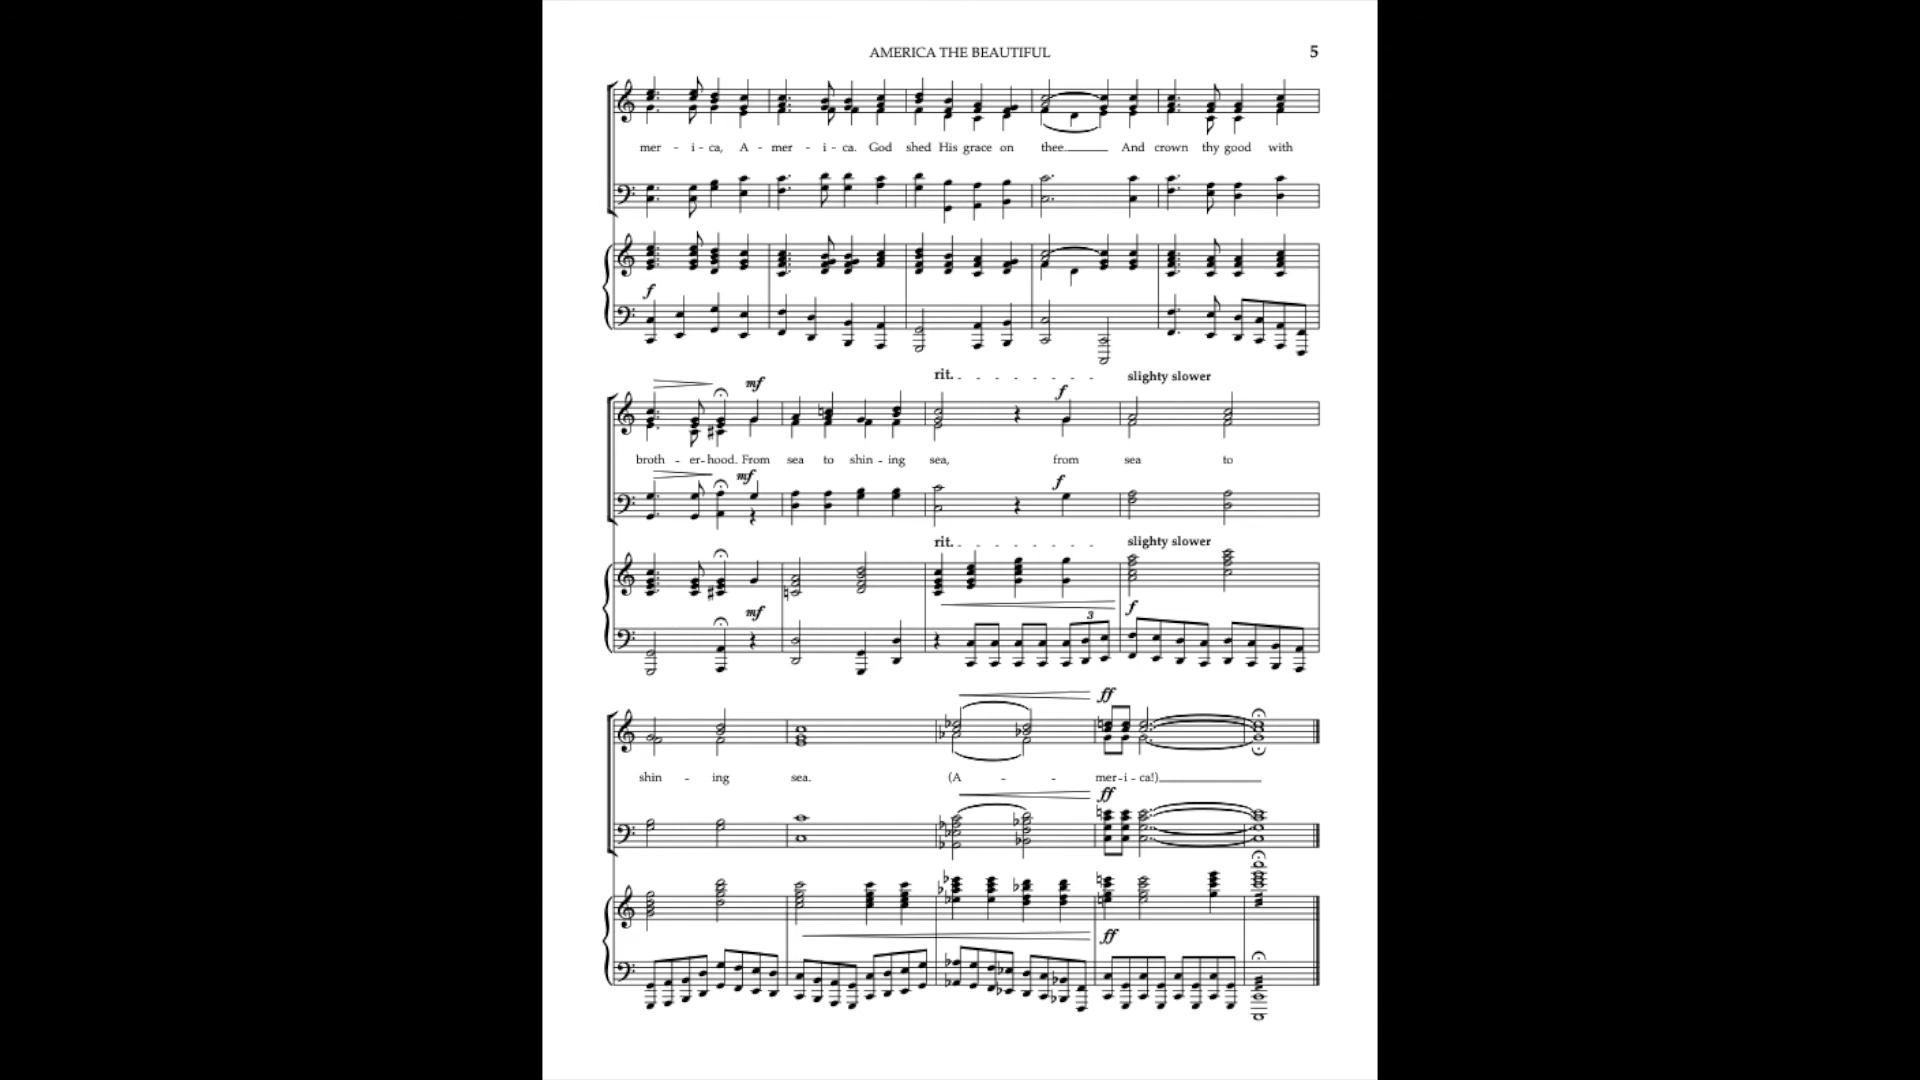 AMERICA THE BEAUTIFUL 5
mer - i - ca, A - mer - i - ca. God shed His grace on thee. And crown thy good with
f
rit. slighty slower
mf f
broth - er - hood. From sea to shin - ing sea, from sea to
mf f
rit. slighty slower
mf f
3
ff
shin - ing sea. (A - - mer - i - ca!)
ff
ff